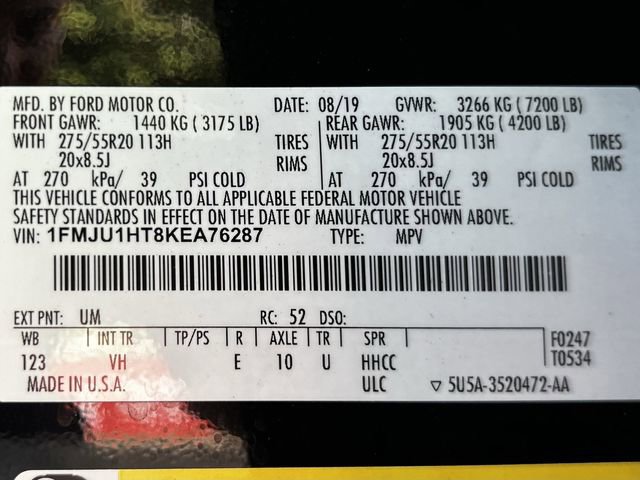 MFD. BY FORD MOTOR CO. DATE: 08/19 GVWR: 3266 KG ( 7200 LB)
FRONT GAWR: 1440 KG ( 3175 LB) REAR GAWR: 1905 KG ( 4200 LB)
WITH 275/55R20 113H TIRES WITH 275/55R20 113H TIRES
20x8.5J RIMS 20x8.5J RIMS
AT 270 kPa/ 39 PSI COLD AT 270 kPa/ 39 PSI COLD
THIS VEHICLE CONFORMS TO ALL APPLICABLE FEDERAL MOTOR VEHICLE
SAFETY STANDARDS IN EFFECT ON THE DATE OF MANUFACTURE SHOWN ABOVE.
VIN: 1FMJU1HT8KEA76287 TYPE: MPV
EXT PNT: UM RC: 52 DSO:
WB INT TR TP/PS R AXLE TR SPR F0247
123 VH E 10 U HHCC T0534
MADE IN U.S.A. ULC ▽ 5U5A-3520472-AA